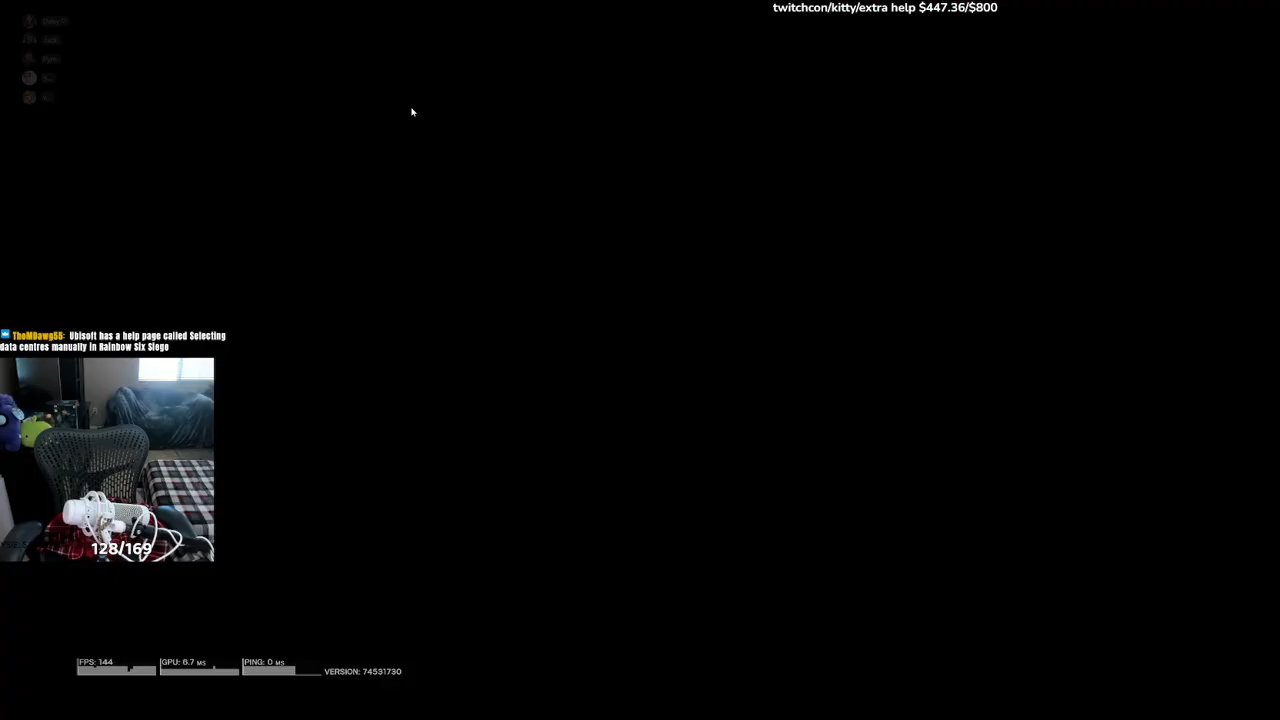 twitchcon/kitty/extra help $447.36/$800
TheMDawg55: Ubisoft has a help page called Selecting
data centres manually in Rainbow Six Siege
128/169
FPS: 144 GPU: 6.7 MS PING: 0 MS VERSION: 74531730